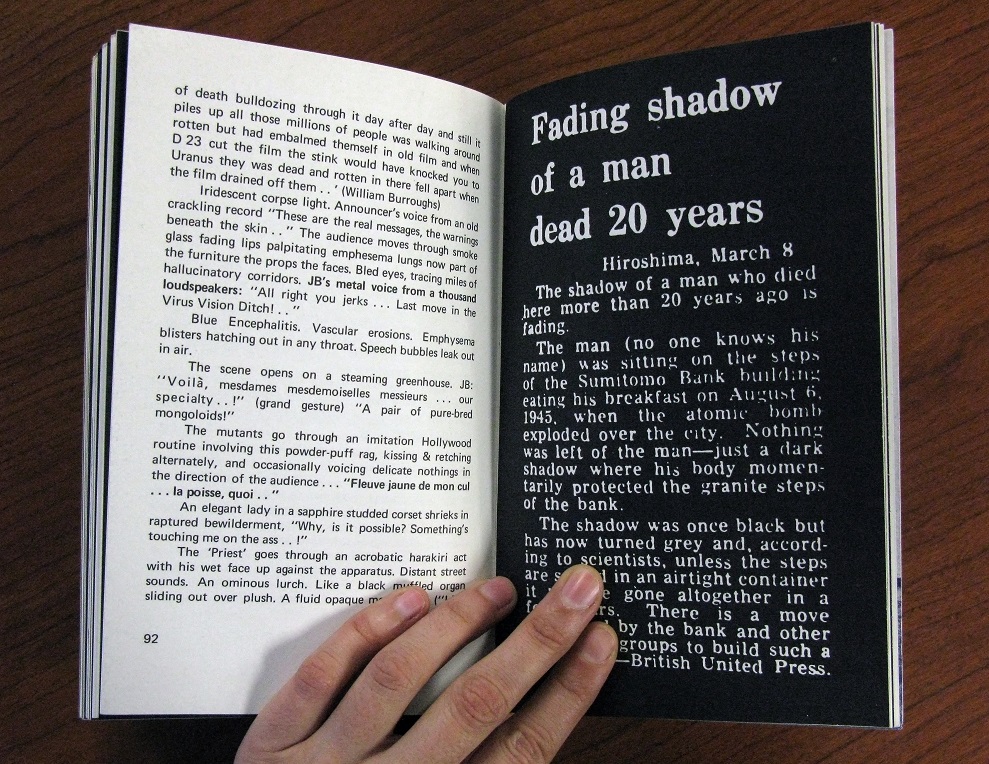 of death bulldozing through it day after day and still it
piles up all those millions of people was walking around
rotten but had embalmed themself in old film and when
D 23 cut the film the stink would have knocked you to
Uranus they was dead and rotten in there fell apart when
the film drained off them . . ' (William Burroughs)
Iridescent corpse light. Announcer's voice from an old
crackling record "These are the real messages, the warnings
beneath the skin . . " The audience moves through smoke
glass fading lips palpitating emphesema lungs now part of
the furniture the props the faces. Bled eyes, tracing miles of
hallucinatory corridors. JB's metal voice from a thousand
loudspeakers: "All right you jerks . . . Last move in the
Virus Vision Ditch! . . "
Blue Encephalitis. Vascular erosions. Emphysema
blisters hatching out in any throat. Speech bubbles leak out
in air.
The scene opens on a steaming greenhouse. JB:
"Voilà, mesdames mesdemoiselles messieurs . . . our
specialty . . !" (grand gesture) "A pair of pure-bred
mongoloids!"
The mutants go through an imitation Hollywood
routine involving this powder-puff rag, kissing & retching
alternately, and occasionally voicing delicate nothings in
the direction of the audience . . . "Fleuve jaune de mon cul
. . . la poisse, quoi . . "
An elegant lady in a sapphire studded corset shrieks in
raptured bewilderment, "Why, is it possible? Something's
touching me on the ass . . !"
The 'Priest' goes through an acrobatic harakiri act
with his wet face up against the apparatus. Distant street
sounds. An ominous lurch. Like a black muffled organ
sliding out over plush. A fluid opaque
92
Fading shadow
of a man
dead 20 years
Hiroshima, March 8
The shadow of a man who died
here more than 20 years ago is
fading.
The man (no one knows his
name) was sitting on the steps
of the Sumitomo Bank building
eating his breakfast on August 6,
1945, when the atomic bomb
exploded over the city. Nothing
was left of the man—just a dark
shadow where his body momen-
tarily protected the granite steps
of the bank.
The shadow was once black but
has now turned grey and, accord-
ing to scientists, unless the steps
are in an airtight container
it gone altogether in a
There is a move
by the bank and other
groups to build such a
—British United Press.